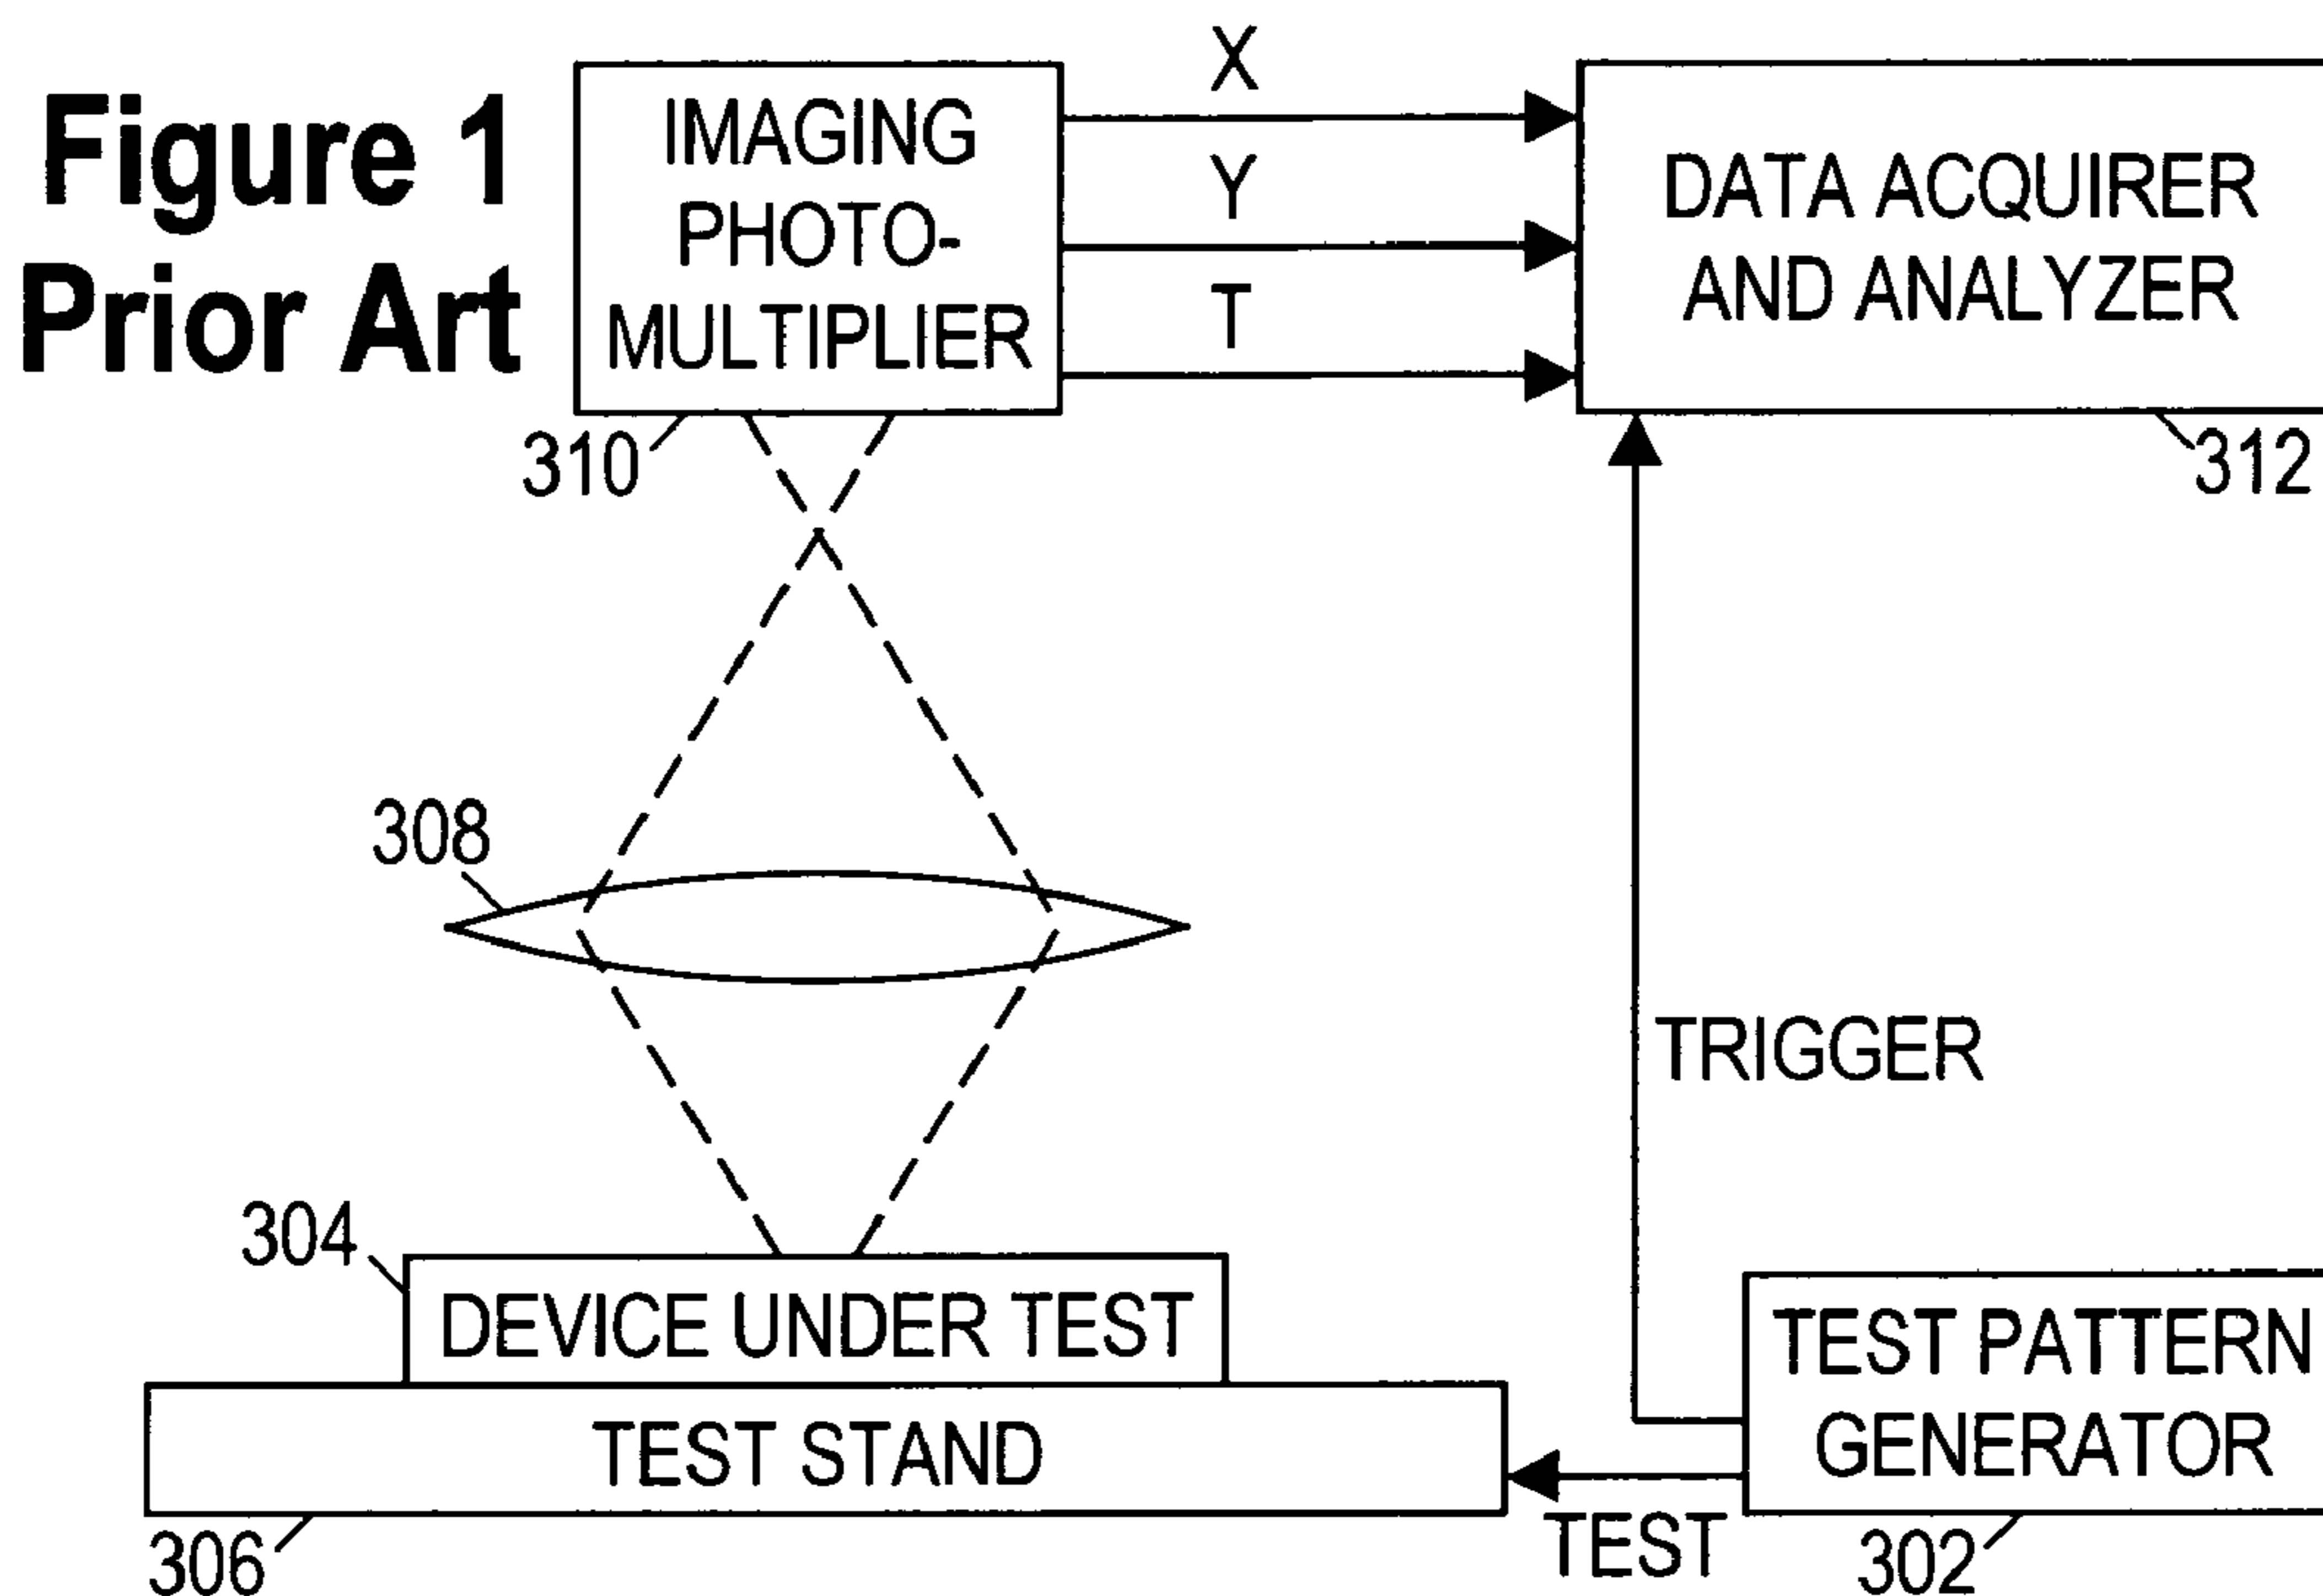 Figure 1
Prior Art
IMAGING
PHOTO-
MULTIPLIER
310
X
Y
T
DATA ACQUIRER
AND ANALYZER
312
308
TRIGGER
304
DEVICE UNDER TEST
TEST STAND
306
TEST PATTERN
GENERATOR
TEST
302